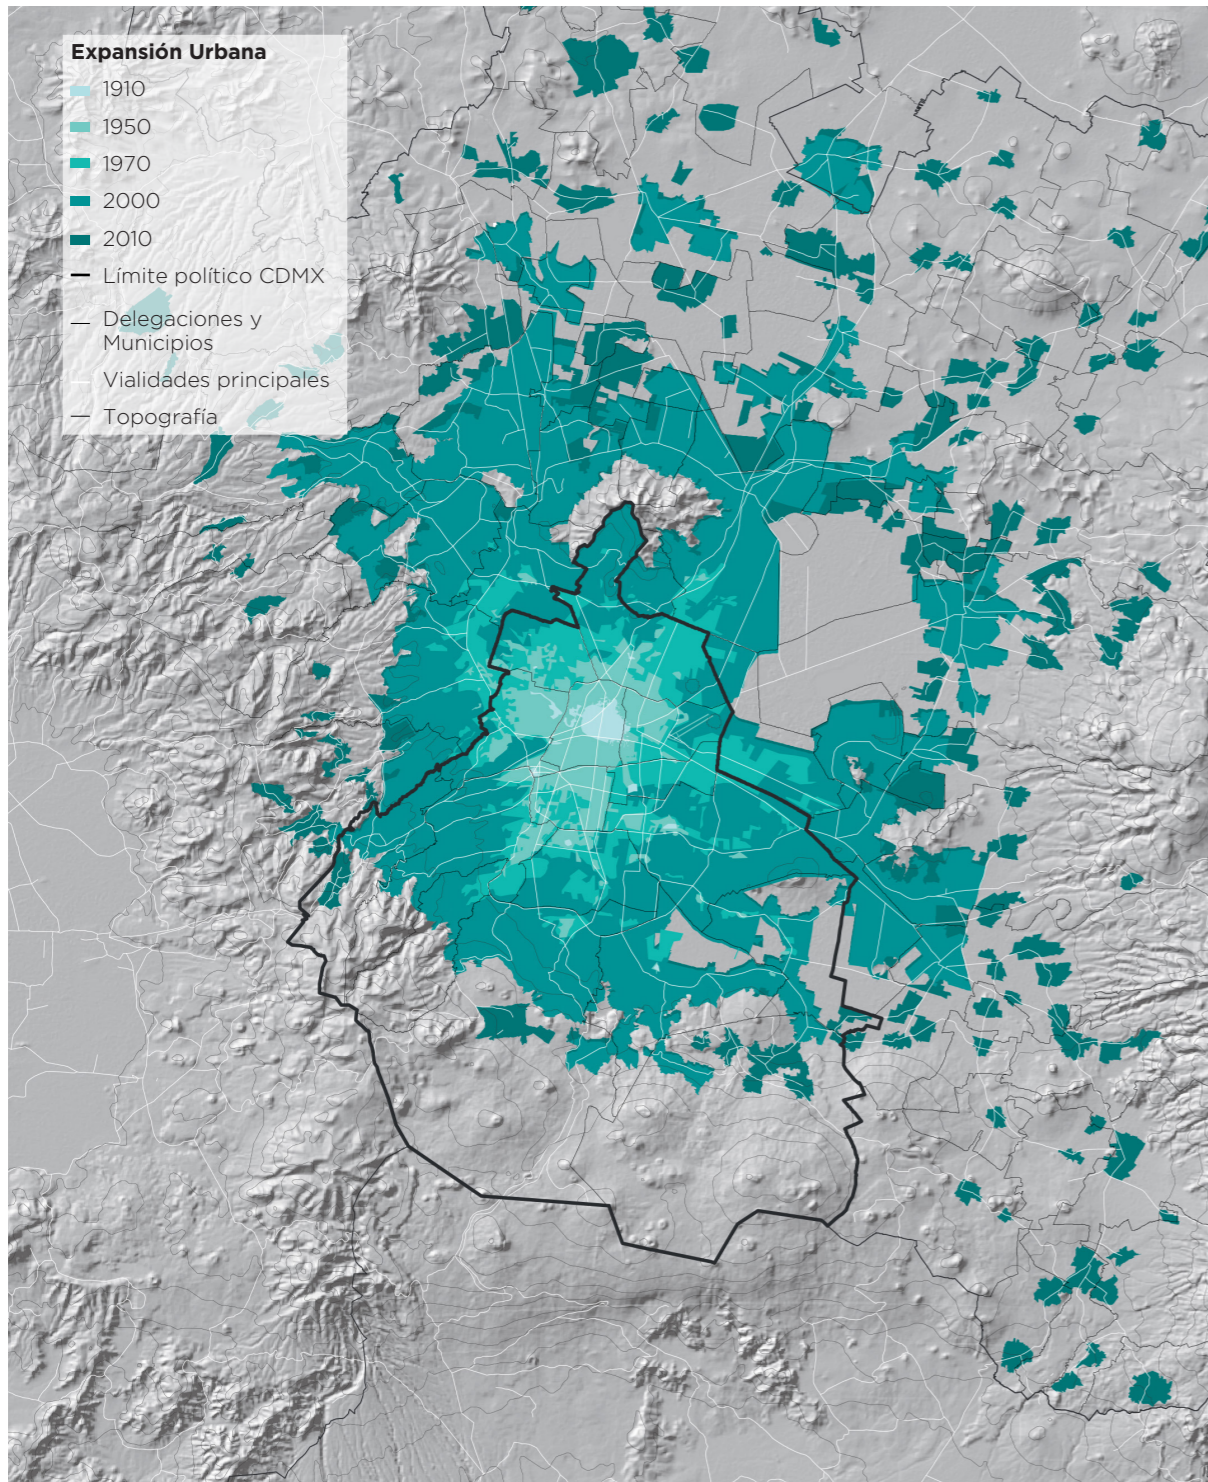 Expansión Urbana
1910
1950
1970
2000
2010
Límite político CDMX
Delegaciones y
Municipios
Vialidades principales
Topografía